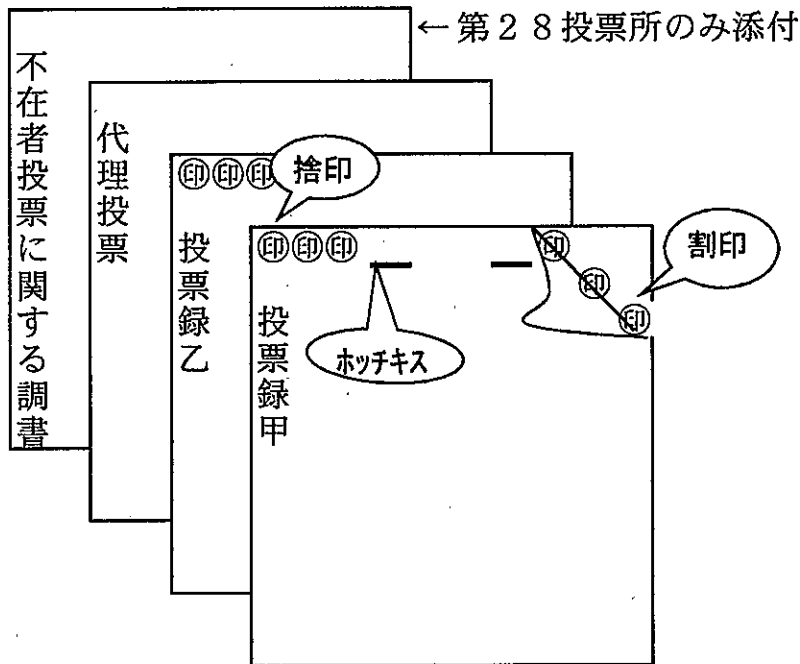 ←第28投票所のみ添付
不在者投票に関する調書
代理投票
㊞㊞㊞
捨印
投票録乙
㊞㊞㊞
㊞
㊞
㊞
割印
ホッチキス
投票録甲